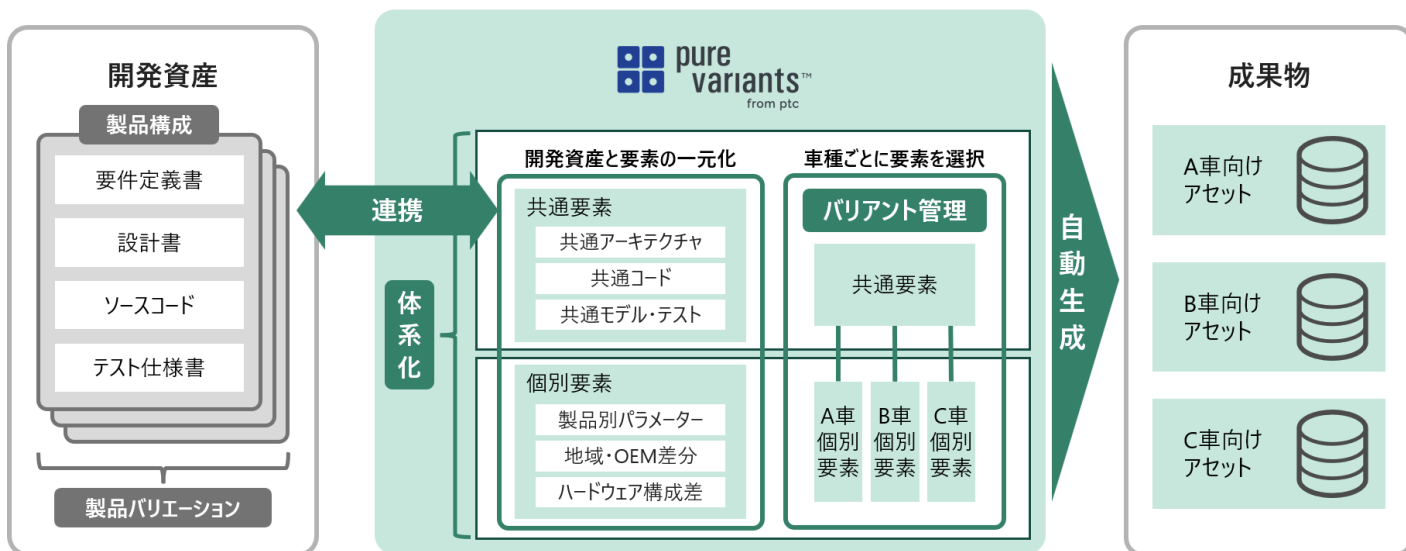 開発資産
製品構成
要件定義書
設計書
ソースコード
テスト仕様書
製品バリエーション
連携
pure
variants™
from ptc
体系化
開発資産と要素の一元化
共通要素
共通アーキテクチャ
共通コード
共通モデル・テスト
個別要素
製品別パラメーター
地域・OEM差分
ハードウェア構成差
車種ごとに要素を選択
バリアント管理
共通要素
A車
個別
要素
B車
個別
要素
C車
個別
要素
自動生成
成果物
A車向け
アセット
B車向け
アセット
C車向け
アセット